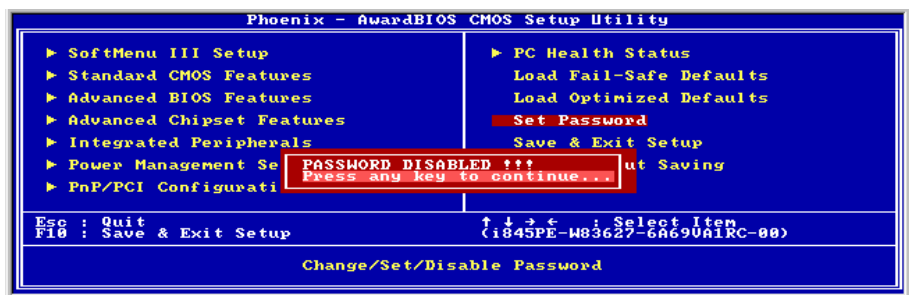 Phoenix - AwardBIOS CMOS Setup Utility
SoftMenu III Setup
Standard CMOS Features
Advanced BIOS Features
Advanced Chipset Features
Integrated Peripherals
Power Management Se
PnP/PCI Configurati
PC Health Status
Load Fail-Safe Defaults
Load Optimized Defaults
Set Password
Save & Exit Setup
ut Saving
PASSWORD DISABLED !!!
Press any key to continue...
Esc : Quit
F10 : Save & Exit Setup
↑ ↓ → ← : Select Item
(i845PE-W83627-6A69VA1RC-00)
Change/Set/Disable Password